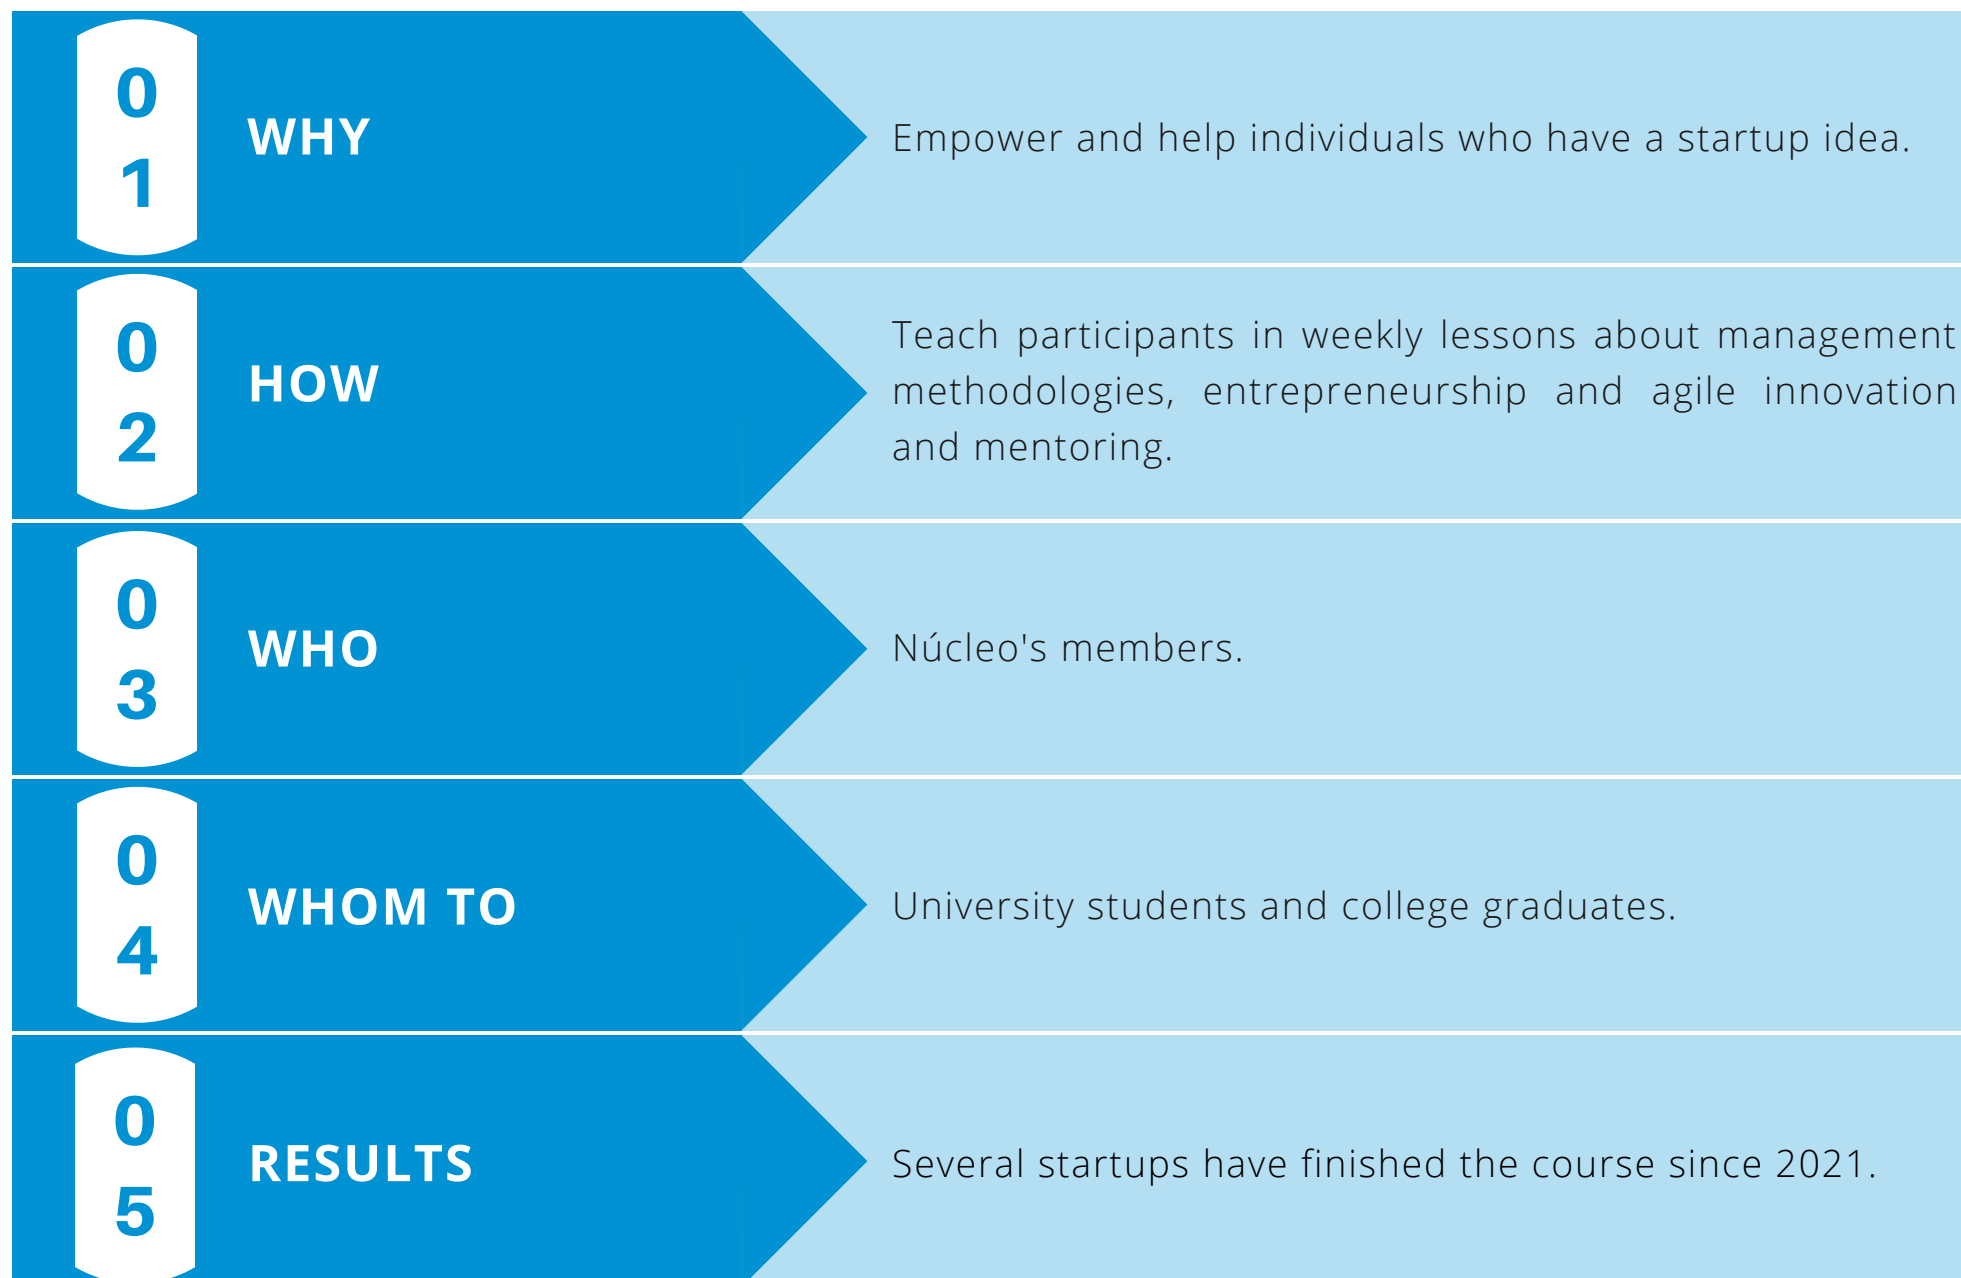 0
1
WHY
Empower and help individuals who have a startup idea.
0
2
HOW
Teach participants in weekly lessons about management
methodologies, entrepreneurship and agile innovation
and mentoring.
0
3
WHO
Núcleo's members.
0
4
WHOM TO
University students and college graduates.
0
5
RESULTS
Several startups have finished the course since 2021.